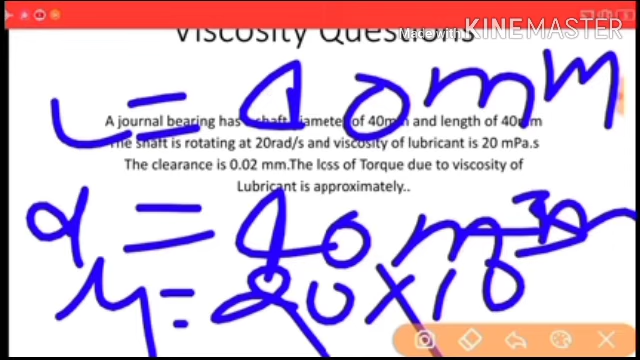 Made with KINEMASTER
Viscosity Questions
L = 40mm
A journal bearing has a shaft diameter of 40mm and length of 40mm
The shaft is rotating at 20rad/s and viscosity of lubricant is 20 mPa.s
The clearance is 0.02 mm.The loss of Torque due to viscosity of
Lubricant is approximately..
d = 40mm
μ = 20×10